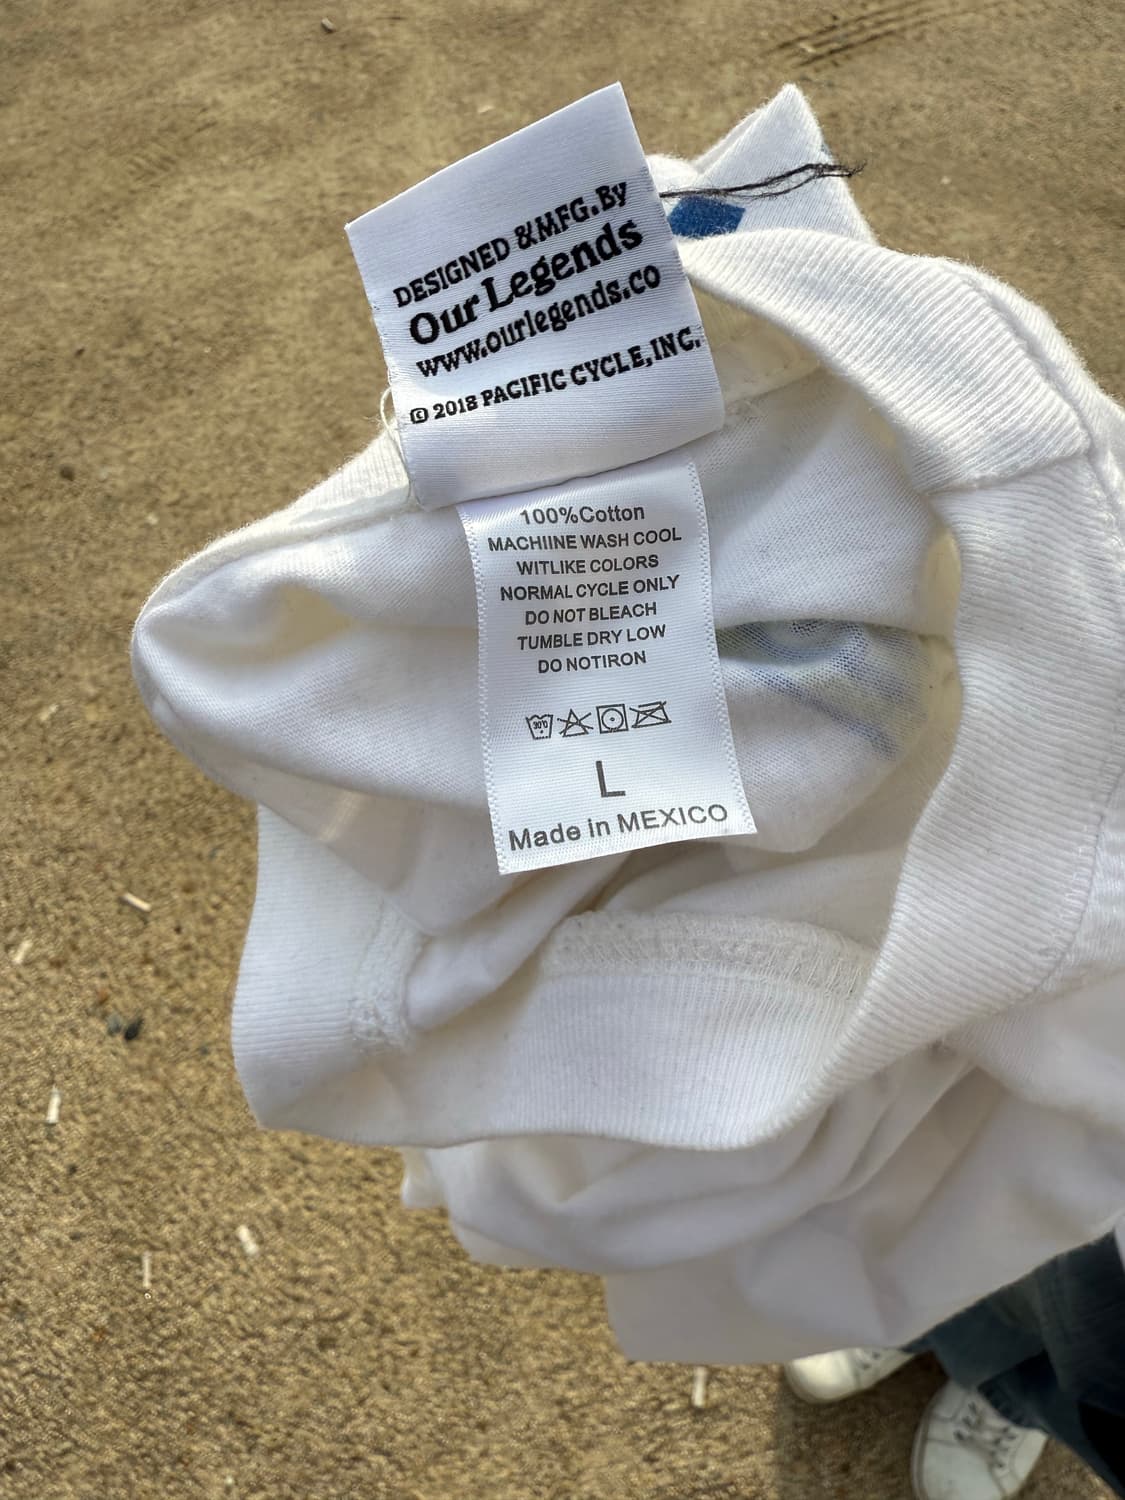 DESIGNED &MFG.By
Our Legends
www.ourlegends.co
© 2018 PACIFIC CYCLE,INC.
100%Cotton
MACHIINE WASH COOL
WITLIKE COLORS
NORMAL CYCLE ONLY
DO NOT BLEACH
TUMBLE DRY LOW
DO NOTIRON
30°C
L
Made in MEXICO